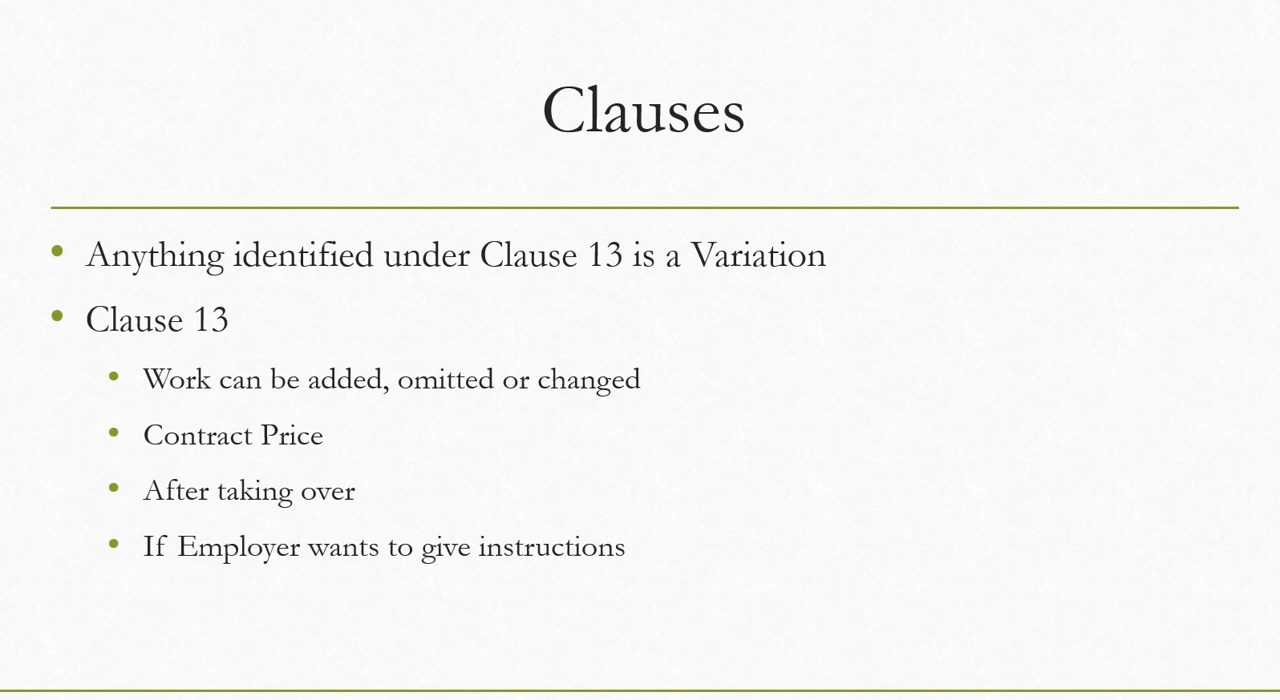 Clauses
Anything identified under Clause 13 is a Variation
Clause 13
Work can be added, omitted or changed
Contract Price
After taking over
If Employer wants to give instructions